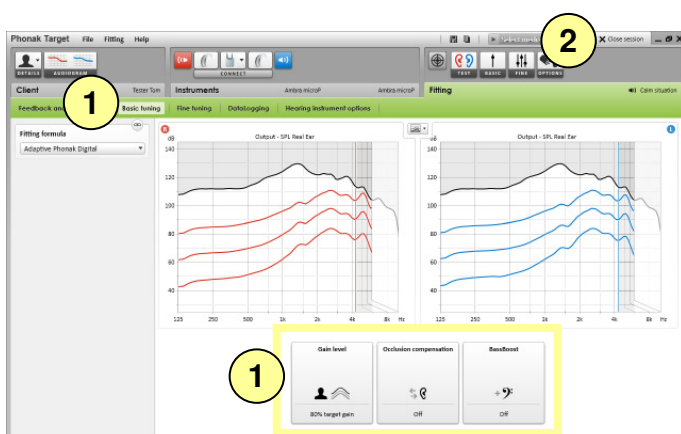 Phonak Target File Fitting Help
Close session
2
DETAILS AUDIOGRAM
CONNECT
TEST BASIC FINE OPTIONS
Client Tester Tom Instruments Ambra microP Ambra microP Fitting Calm situation
1
Feedback Basic tuning Fine tuning DataLogging Hearing instrument options
Fitting formula
Adaptive Phonak Digital
R dB Output - SPL Real Ear
140
120
100
80
60
40
125 250 500 1k 2k 4k 8k Hz
dB Output - SPL Real Ear L
140
120
100
80
60
40
125 250 500 1k 2k 4k 8k Hz
1
Gain level Occlusion compensation BassBoost
80% target gain Off Off